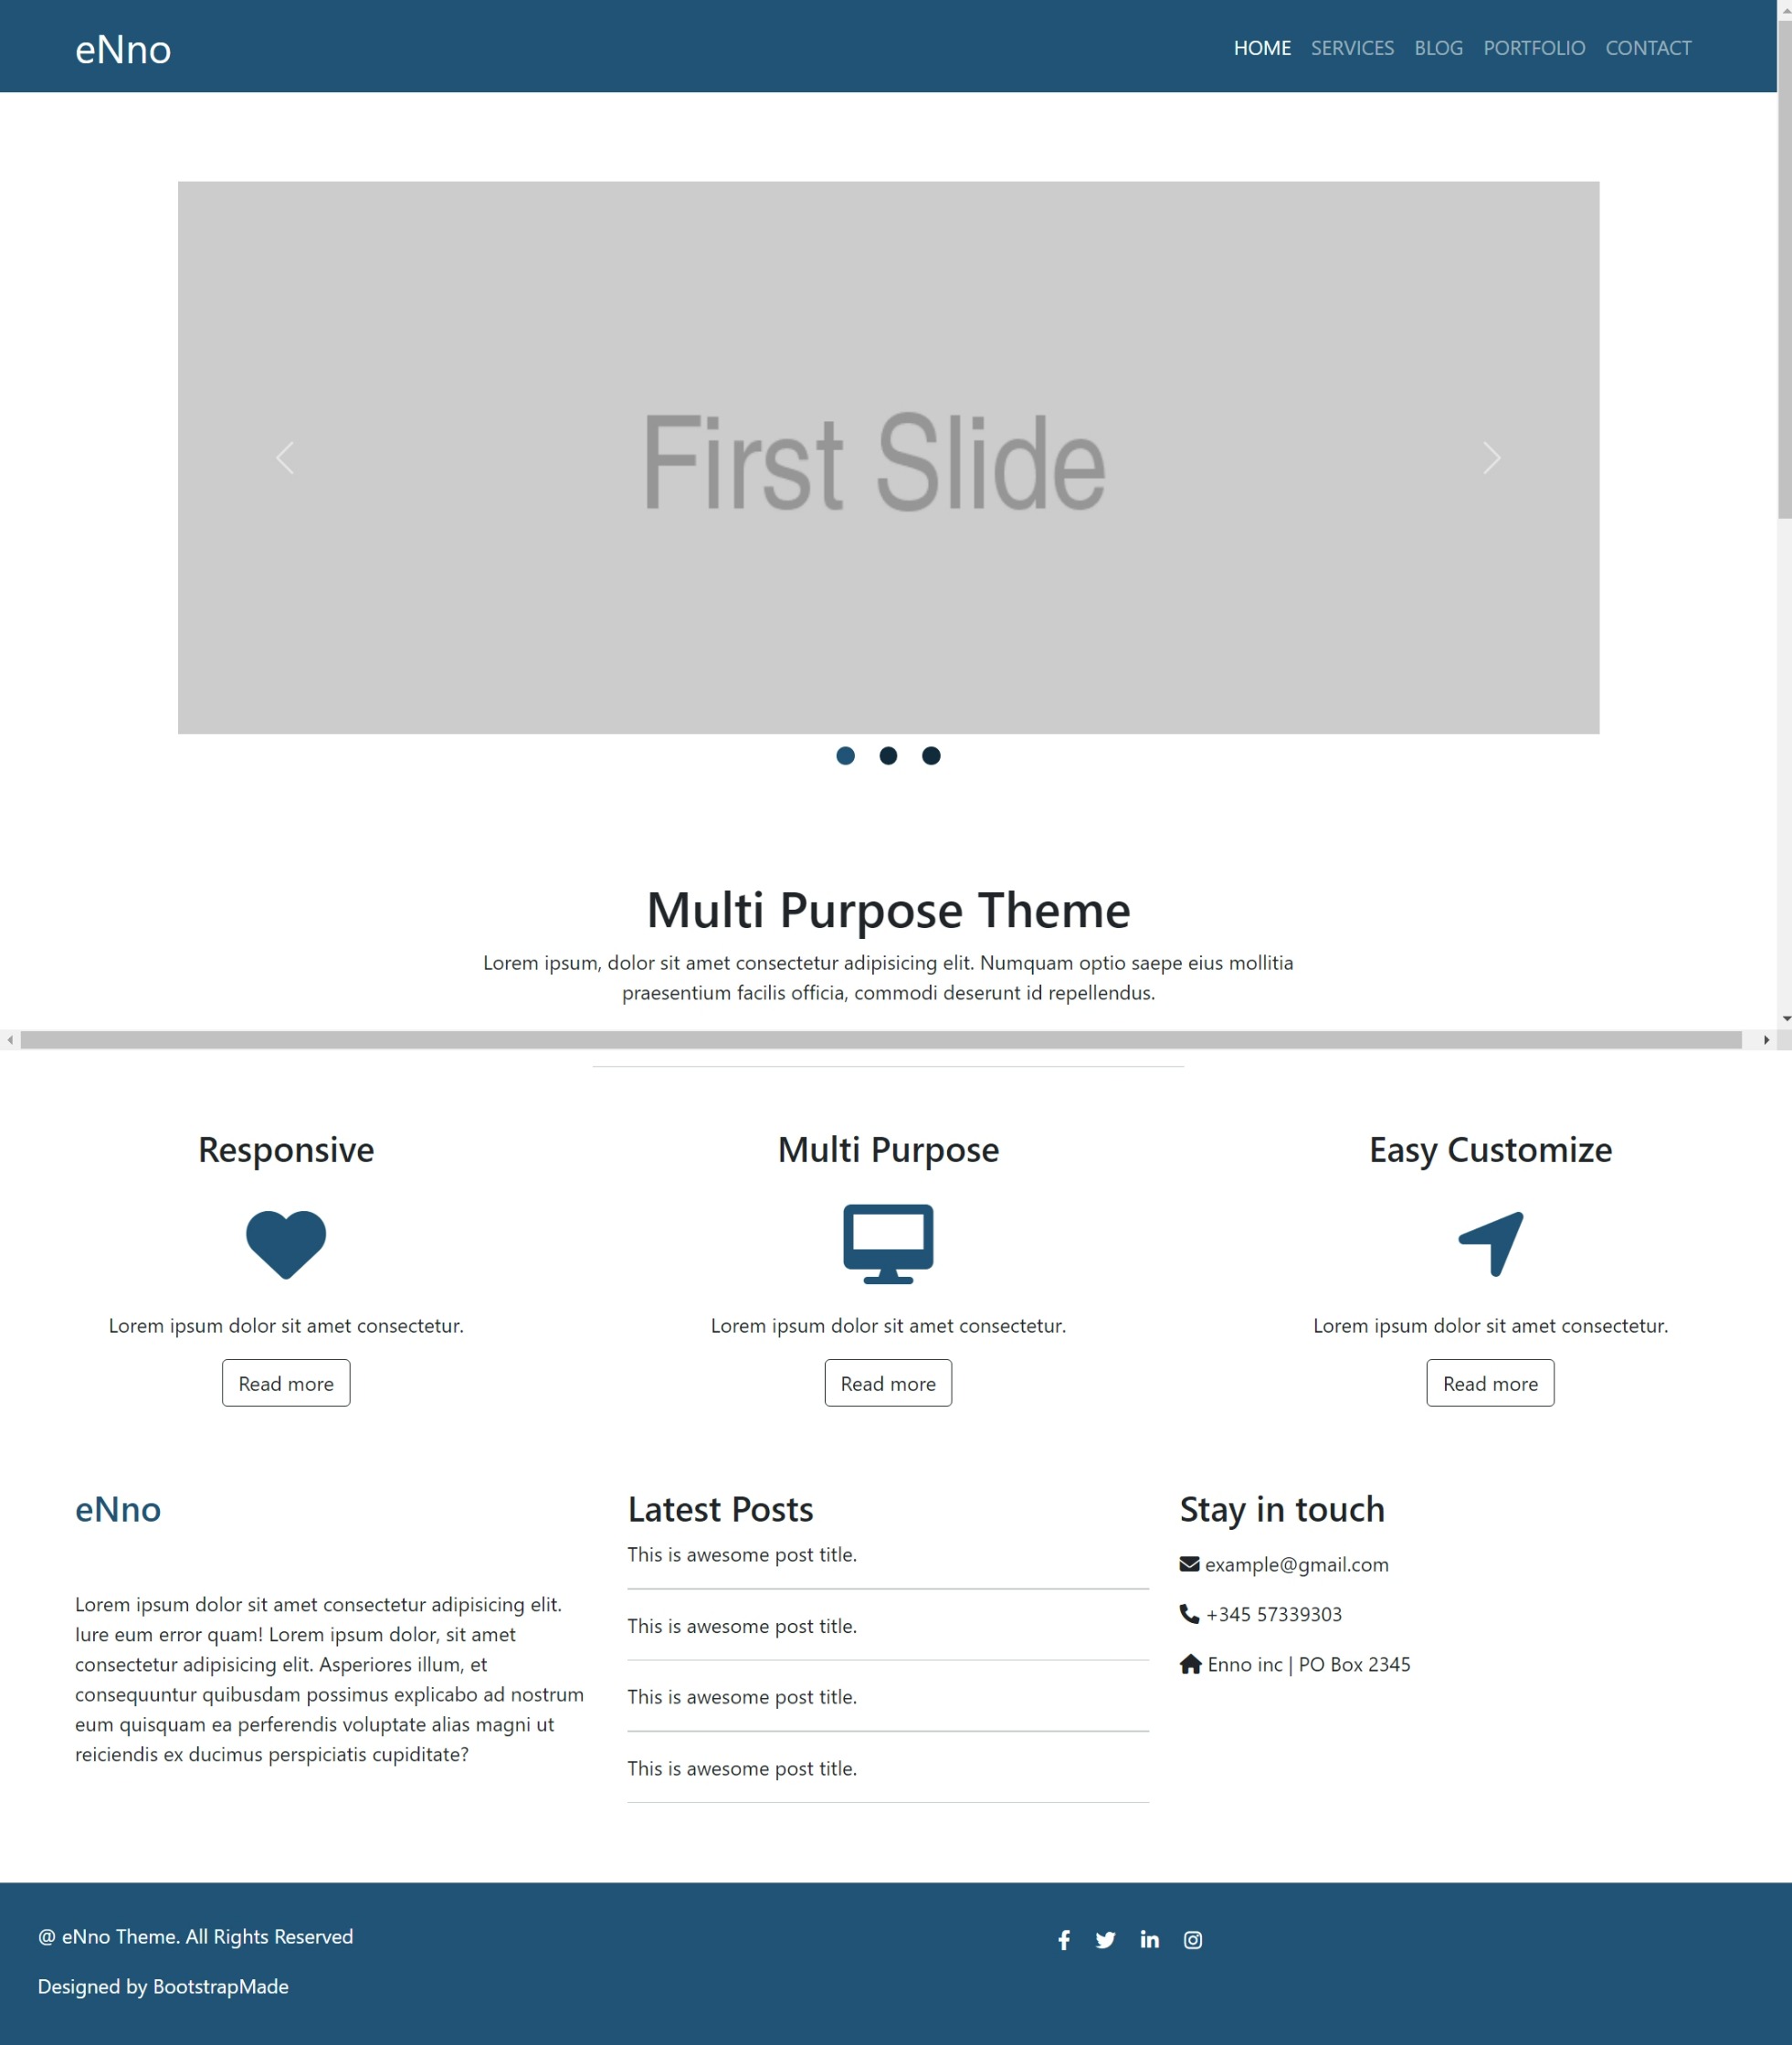 eNno
HOME SERVICES BLOG PORTFOLIO CONTACT
First Slide
Multi Purpose Theme
Lorem ipsum, dolor sit amet consectetur adipisicing elit. Numquam optio saepe eius mollitia
praesentium facilis officia, commodi deserunt id repellendus.
Responsive
Lorem ipsum dolor sit amet consectetur.
Read more
Multi Purpose
Lorem ipsum dolor sit amet consectetur.
Read more
Easy Customize
Lorem ipsum dolor sit amet consectetur.
Read more
eNno
Lorem ipsum dolor sit amet consectetur adipisicing elit.
Iure eum error quam! Lorem ipsum dolor, sit amet
consectetur adipisicing elit. Asperiores illum, et
consequuntur quibusdam possimus explicabo ad nostrum
eum quisquam ea perferendis voluptate alias magni ut
reiciendis ex ducimus perspiciatis cupiditate?
Latest Posts
This is awesome post title.
This is awesome post title.
This is awesome post title.
This is awesome post title.
Stay in touch
example@gmail.com
+345 57339303
Enno inc | PO Box 2345
@ eNno Theme. All Rights Reserved
Designed by BootstrapMade